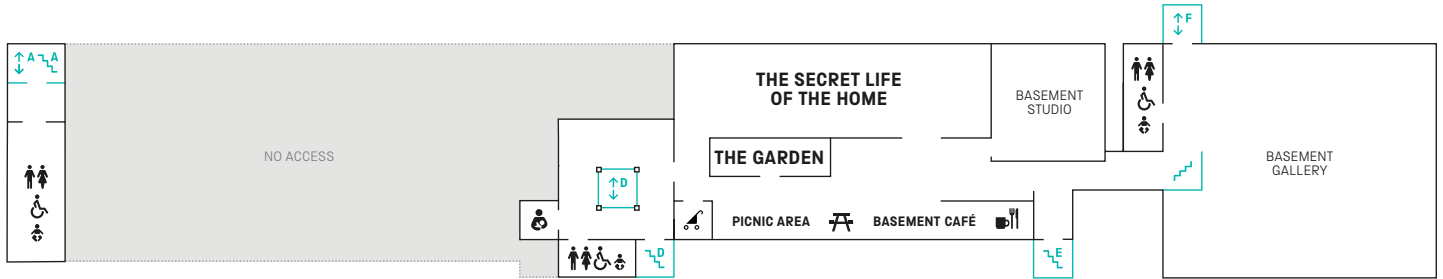 F
A A
THE SECRET LIFE
OF THE HOME
BASEMENT
STUDIO
NO ACCESS
THE GARDEN
BASEMENT
GALLERY
D
PICNIC AREA
BASEMENT CAFÉ
D
E